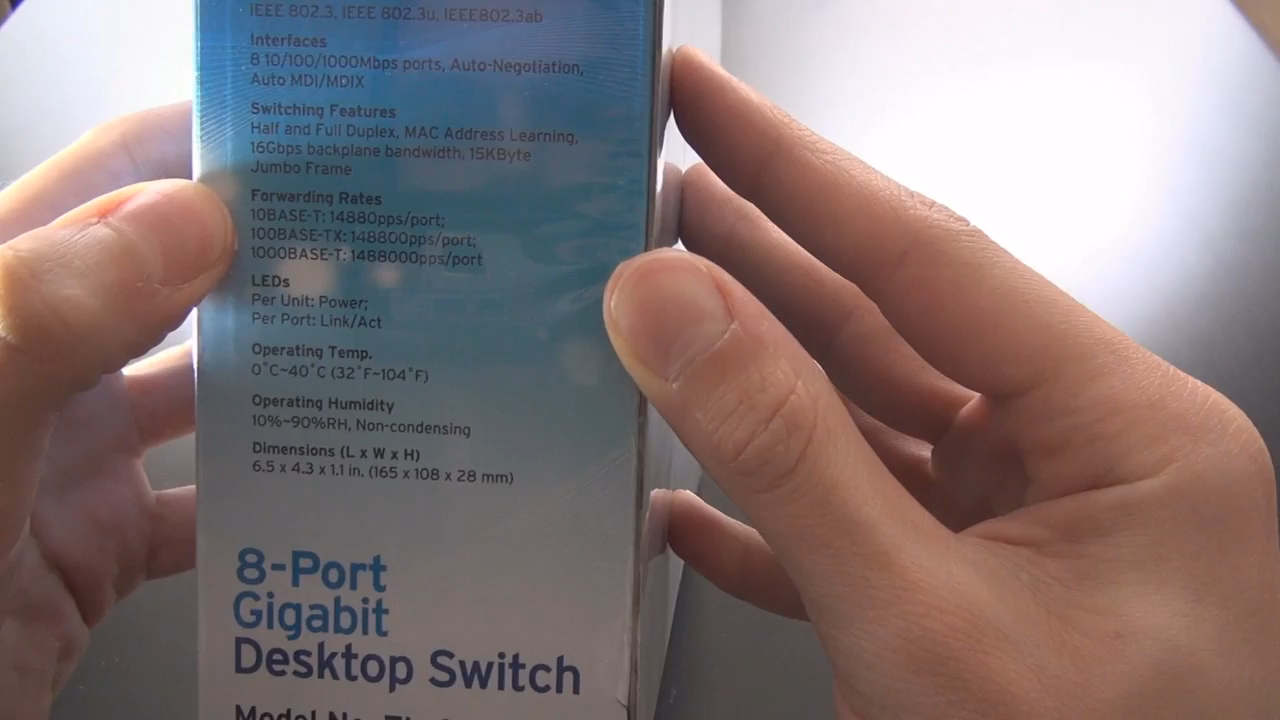 IEEE 802.3, IEEE 802.3u, IEEE802.3ab
Interfaces
8 10/100/1000Mbps ports, Auto-Negotiation,
Auto MDI/MDIX
Switching Features
Half and Full Duplex, MAC Address Learning,
16Gbps backplane bandwidth, 15KByte
Jumbo Frame
Forwarding Rates
10BASE-T: 14880pps/port;
100BASE-TX: 148800pps/port;
1000BASE-T: 1488000pps/port
LEDs
Per Unit: Power;
Per Port: Link/Act
Operating Temp.
0˚C~40˚C (32˚F~104˚F)
Operating Humidity
10%~90%RH, Non-condensing
Dimensions (L x W x H)
6.5 x 4.3 x 1.1 in. (165 x 108 x 28 mm)
8-Port
Gigabit
Desktop Switch
Model No.